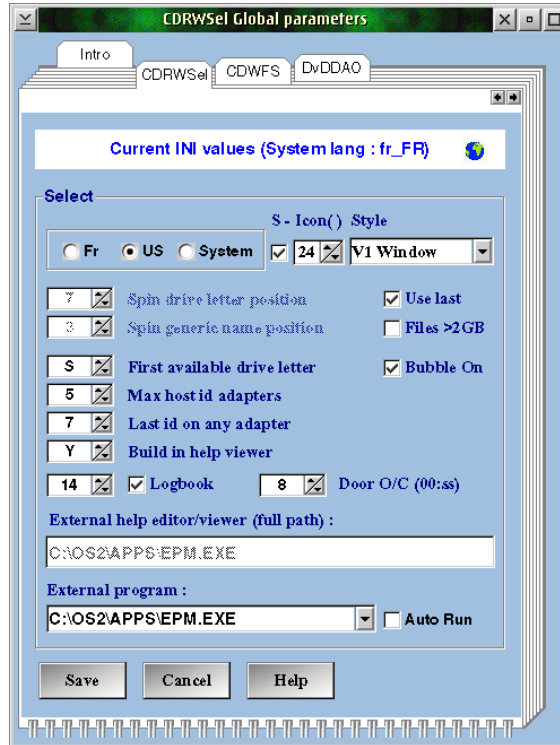 CDRWSel Global parameters
Intro
CDRWSel
CDWFS
DvDDAO
Current INI values (System lang : fr_FR)
Select
S - Icon( ) Style
Fr US System 24 V1 Window
7 Spin drive letter position Use last
3 Spin generic name position Files >2GB
S First available drive letter Bubble On
5 Max host id adapters
7 Last id on any adapter
Y Build in help viewer
14 Logbook 8 Door O/C (00:ss)
External help editor/viewer (full path) :
C:\OS2\APPS\EPM.EXE
External program :
C:\OS2\APPS\EPM.EXE Auto Run
Save Cancel Help